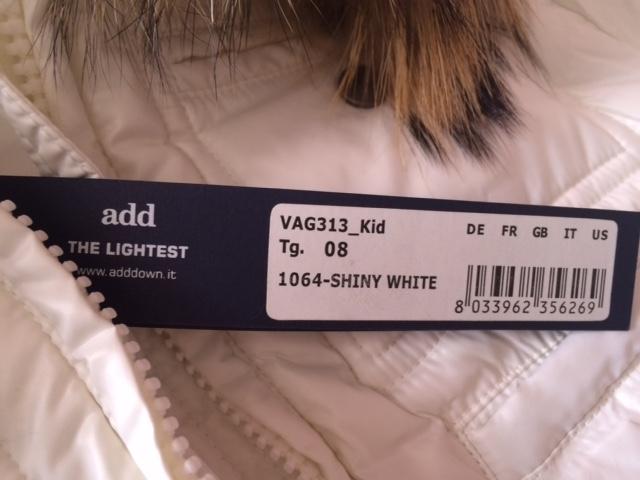 add
THE LIGHTEST
www.adddown.it
VAG313_Kid
Tg. 08
1064-SHINY WHITE
DE FR GB IT US
8 033962 356269